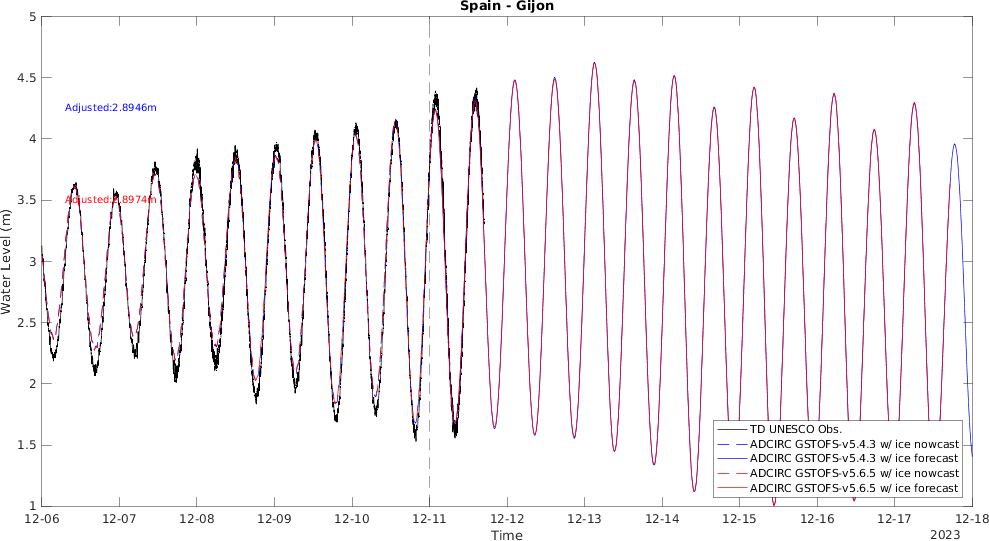 Spain - Gijon
5
4.5
4
3.5
3
2.5
2
1.5
1
Water Level (m)
Adjusted:2.8946m
Adjusted:2.8974m
TD UNESCO Obs.
ADCIRC GSTOFS-v5.4.3 w/ ice nowcast
ADCIRC GSTOFS-v5.4.3 w/ ice forecast
ADCIRC GSTOFS-v5.6.5 w/ ice nowcast
ADCIRC GSTOFS-v5.6.5 w/ ice forecast
12-06 12-07 12-08 12-09 12-10 12-11 12-12 12-13 12-14 12-15 12-16 12-17 12-18
Time
2023